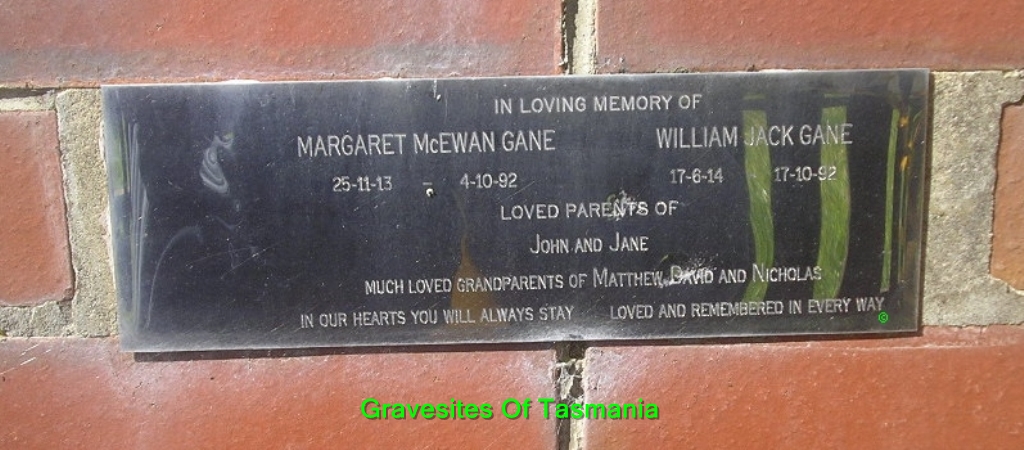 IN LOVING MEMORY OF
MARGARET McEWAN GANE WILLIAM JACK GANE
25-11-13 - 4-10-92 17-6-14 17-10-92
LOVED PARENTS OF
JOHN AND JANE
MUCH LOVED GRANDPARENTS OF MATTHEW, DAVID AND NICHOLAS
IN OUR HEARTS YOU WILL ALWAYS STAY LOVED AND REMEMBERED IN EVERY WAY
©
Gravesites Of Tasmania